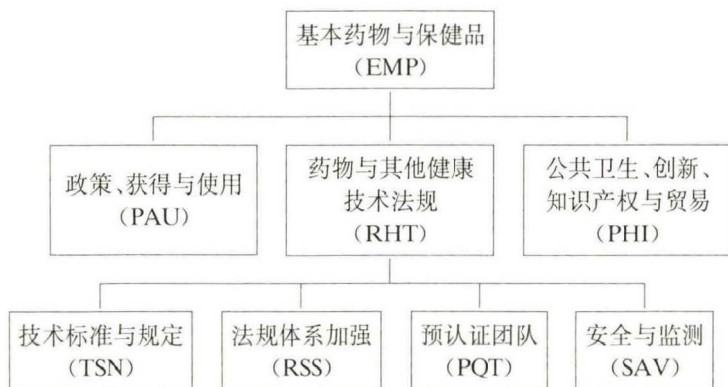 基本药物与保健品
(EMP)
政策、获得与使用
(PAU)
药物与其他健康
技术法规
(RHT)
公共卫生、创新、
知识产权与贸易
(PHI)
技术标准与规定
(TSN)
法规体系加强
(RSS)
预认证团队
(PQT)
安全与监测
(SAV)